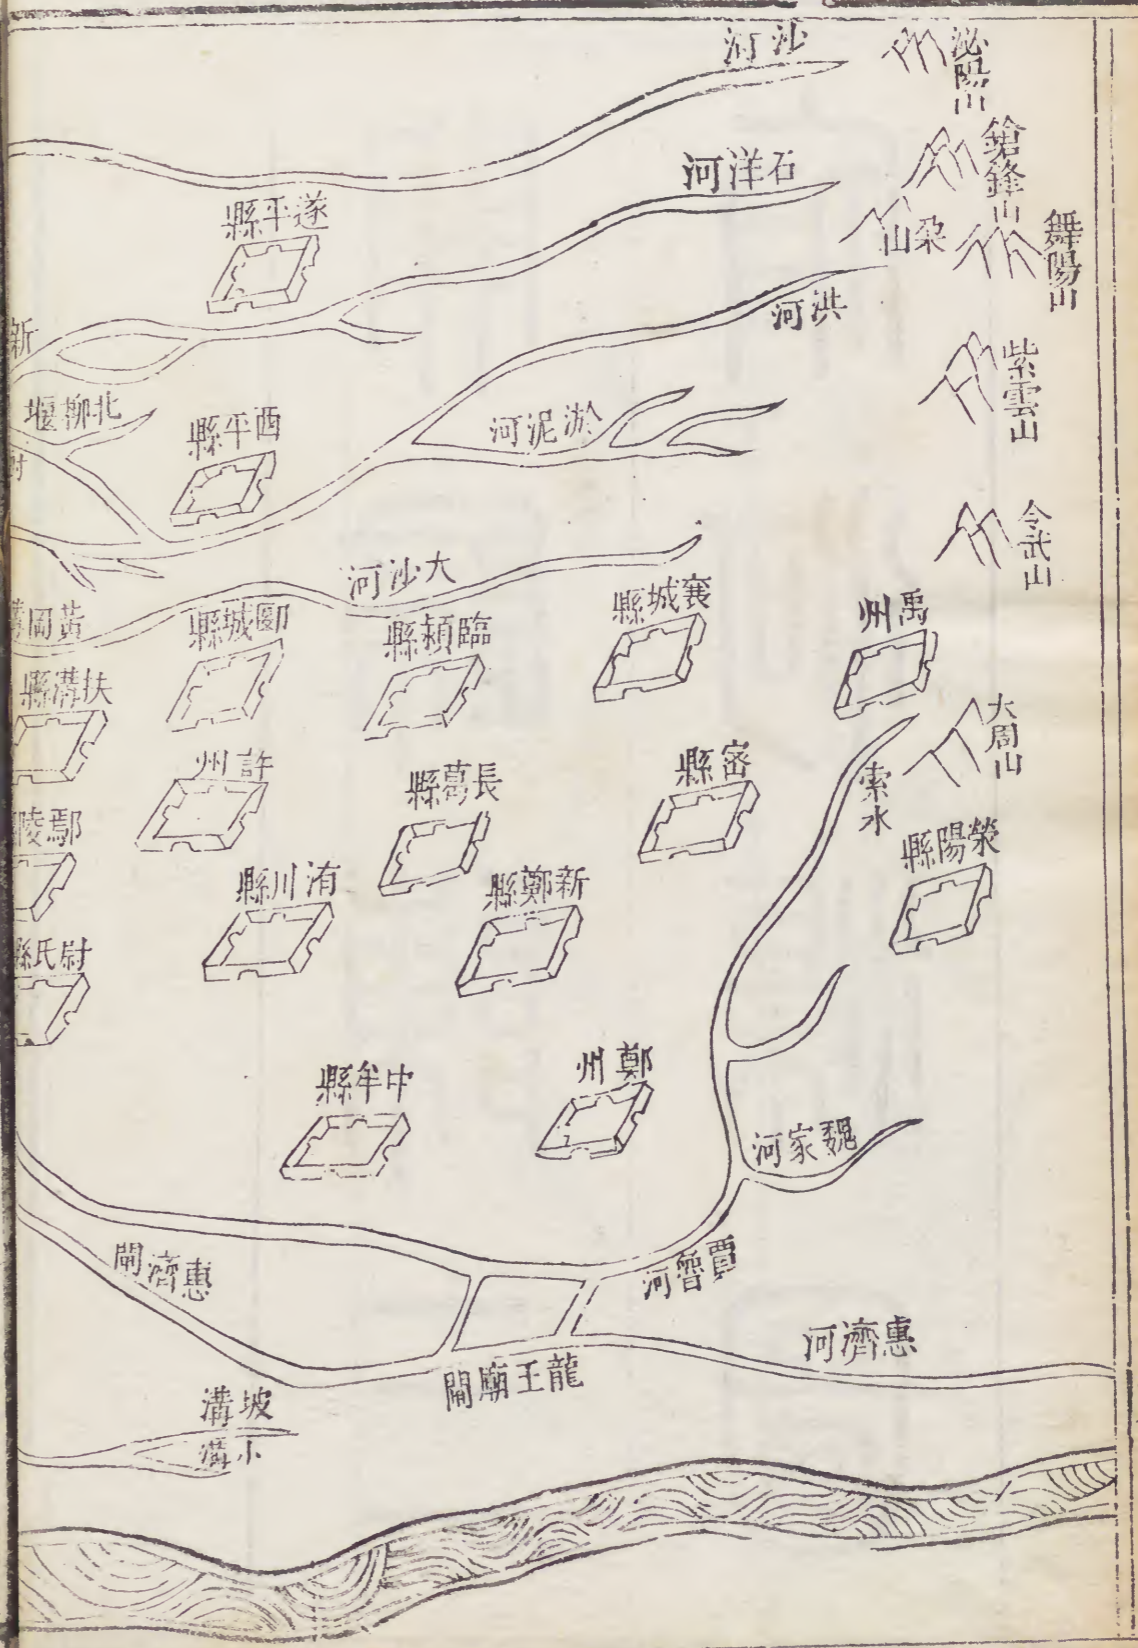 泌陽山
沙河
鎗鋒山
石洋河
朶山
舞陽山
遂平縣
洪河
新
紫雲山
北柳堰
西平縣
淤泥河
令武山
大沙河
襄城縣
禹州
黃岡
郾城縣
臨潁縣
扶溝縣
大周山
許州
長葛縣
密縣
索水
鄢陵
滎陽縣
洧川縣
新鄭縣
尉氏縣
中牟縣
鄭州
魏家河
惠濟閘
賈魯河
惠濟河
龍王廟閘
坡溝
小溝